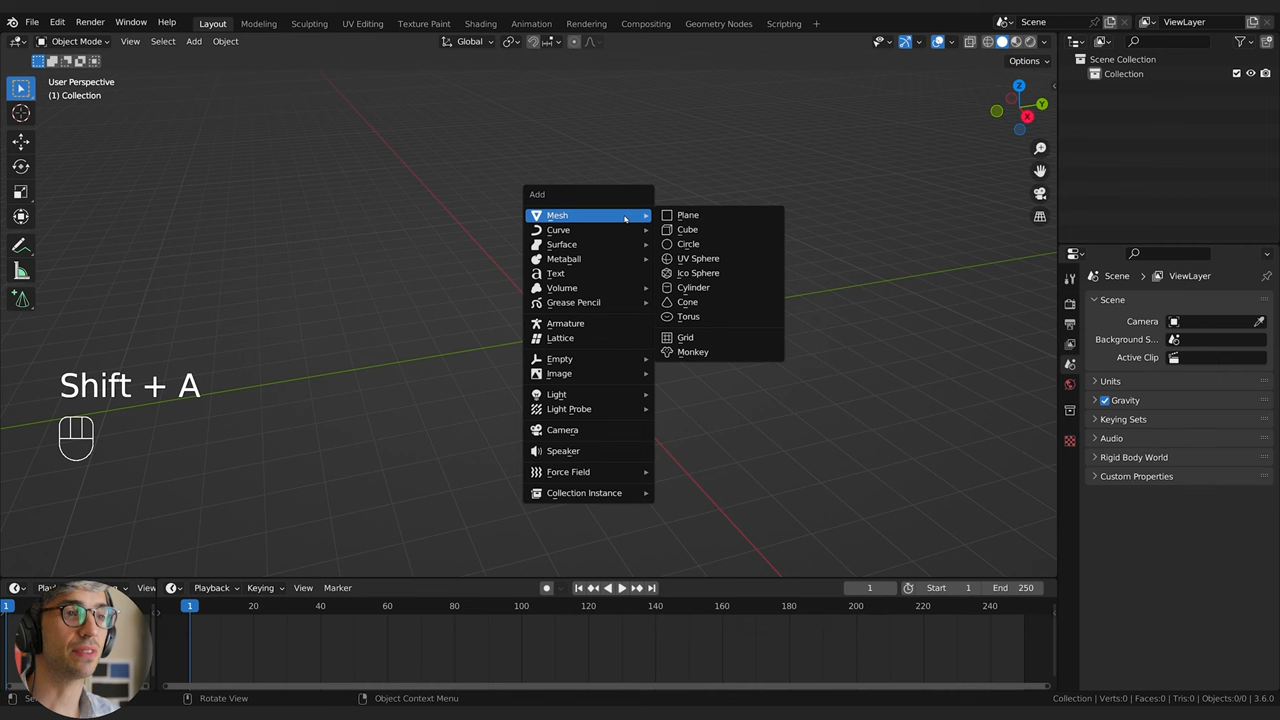 File Edit Render Window Help Layout Modeling Sculpting UV Editing Texture Paint Shading Animation Rendering Compositing Geometry Nodes Scripting + Scene ViewLayer
Object Mode View Select Add Object Global
Options
User Perspective
(1) Collection
Z
Y
X
Scene Collection
Collection
Add
Mesh
Curve
Surface
Metaball
Text
Volume
Grease Pencil
Armature
Lattice
Empty
Image
Light
Light Probe
Camera
Speaker
Force Field
Collection Instance
Plane
Cube
Circle
UV Sphere
Ico Sphere
Cylinder
Cone
Torus
Grid
Monkey
Shift + A
Scene ViewLayer
Scene
Camera
Background S...
Active Clip
Units
Gravity
Keying Sets
Audio
Rigid Body World
Custom Properties
View Playback Keying View Marker 1 Start 1 End 250
1 1 20 40 60 80 100 120 140 160 180 200 220 240
Rotate View Object Context Menu Collection | Verts:0 | Faces:0 | Tris:0 | Objects:0/0 | 3.6.0